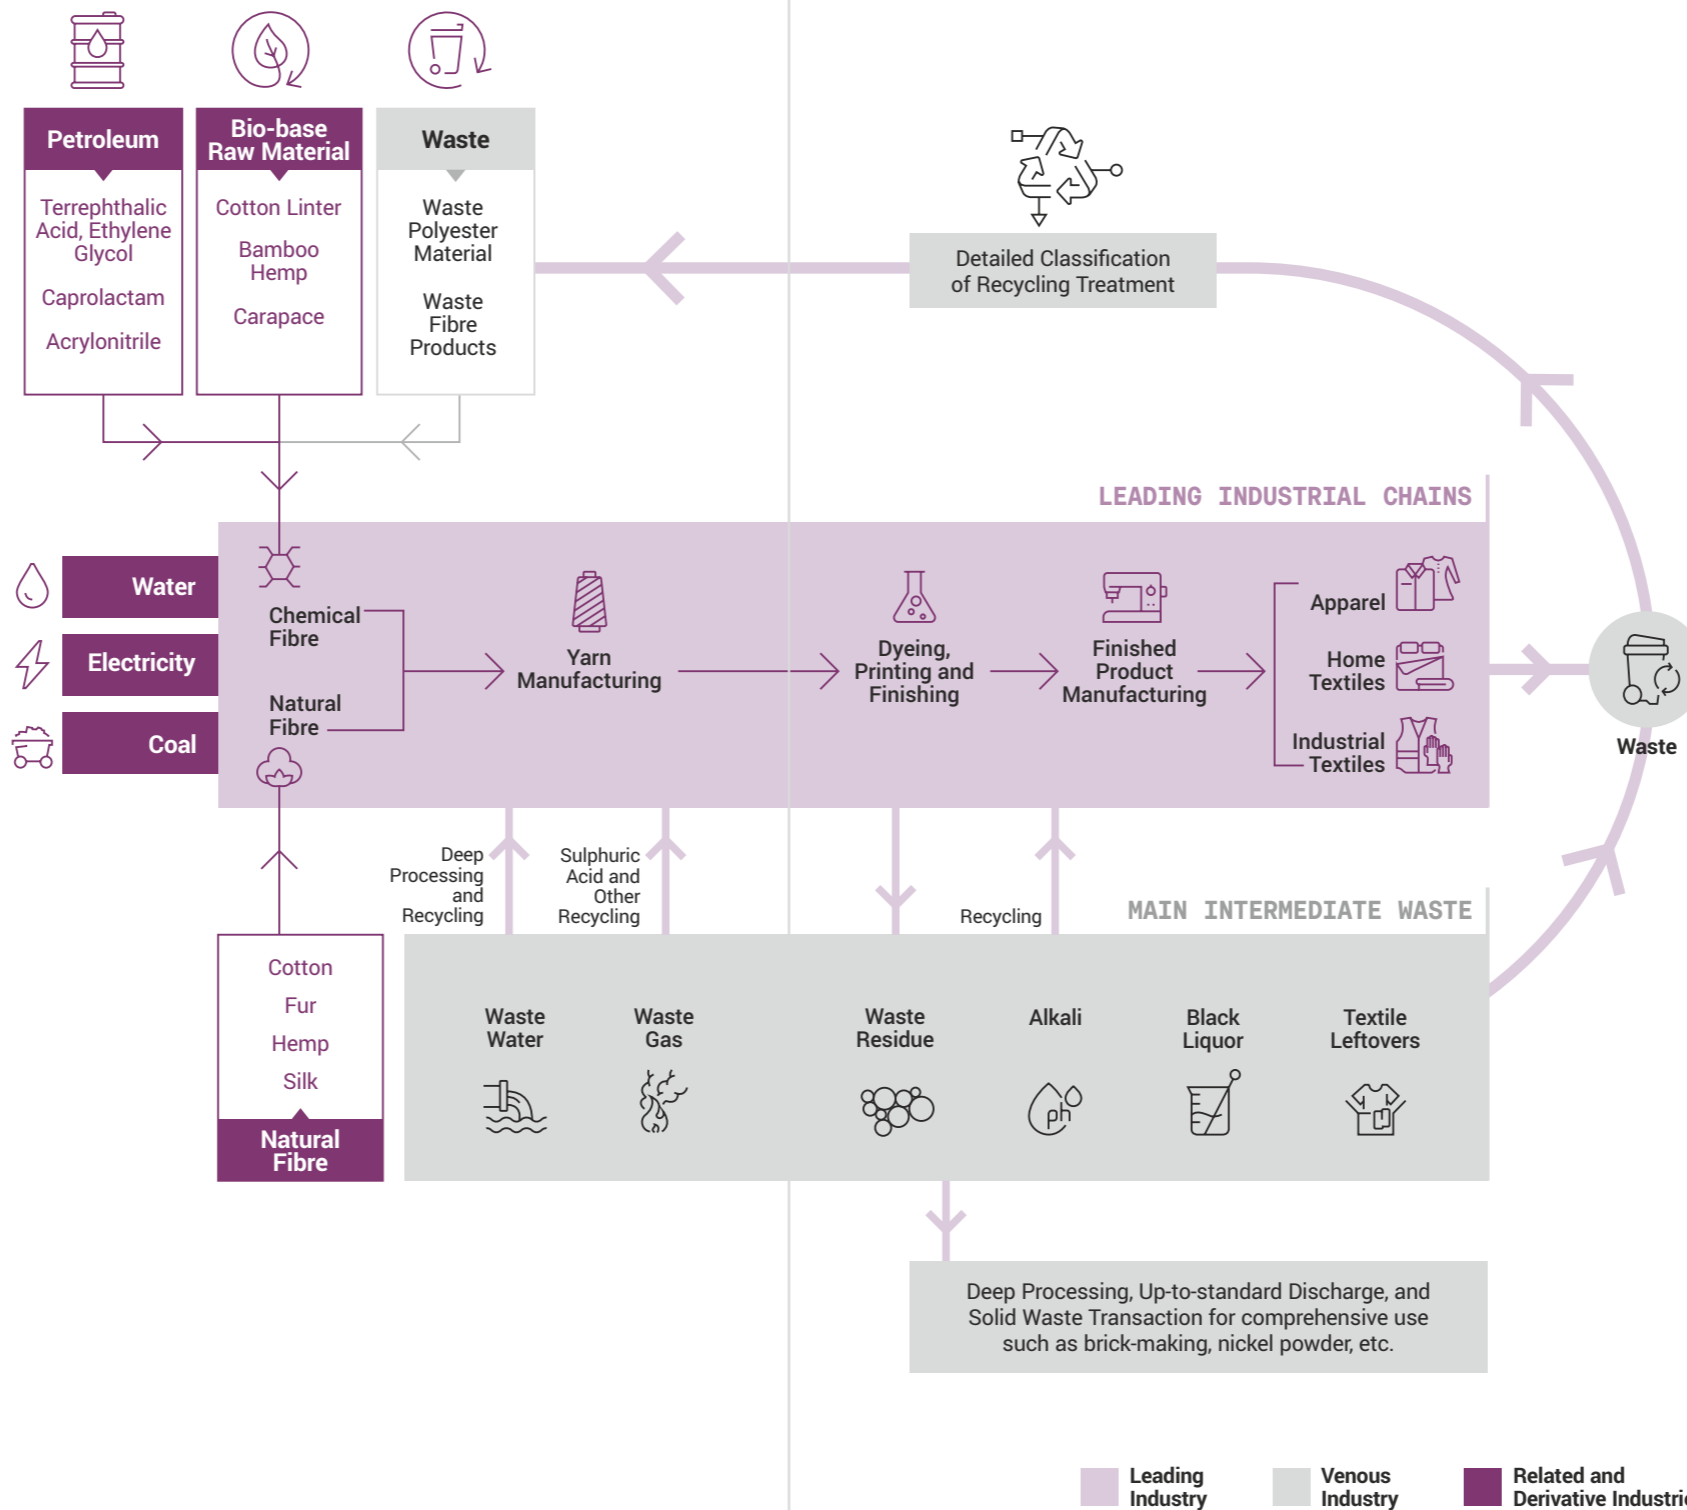 Petroleum
Terrephthalic
Acid, Ethylene
Glycol
Caprolactam
Acrylonitrile
Bio-base
Raw Material
Cotton Linter
Bamboo
Hemp
Carapace
Waste
Waste
Polyester
Material
Waste
Fibre
Products
Detailed Classification
of Recycling Treatment
LEADING INDUSTRIAL CHAINS
Water
Electricity
Coal
Chemical
Fibre
Natural
Fibre
Yarn
Manufacturing
Dyeing,
Printing and
Finishing
Finished
Product
Manufacturing
Apparel
Home
Textiles
Industrial
Textiles
Waste
Deep
Processing
and
Recycling
Sulphuric
Acid and
Other
Recycling
Recycling
MAIN INTERMEDIATE WASTE
Cotton
Fur
Hemp
Silk
Natural
Fibre
Waste
Water
Waste
Gas
Waste
Residue
Alkali
ph
Black
Liquor
Textile
Leftovers
Deep Processing, Up-to-standard Discharge, and
Solid Waste Transaction for comprehensive use
such as brick-making, nickel powder, etc.
Leading
Industry
Venous
Industry
Related and
Derivative Industri